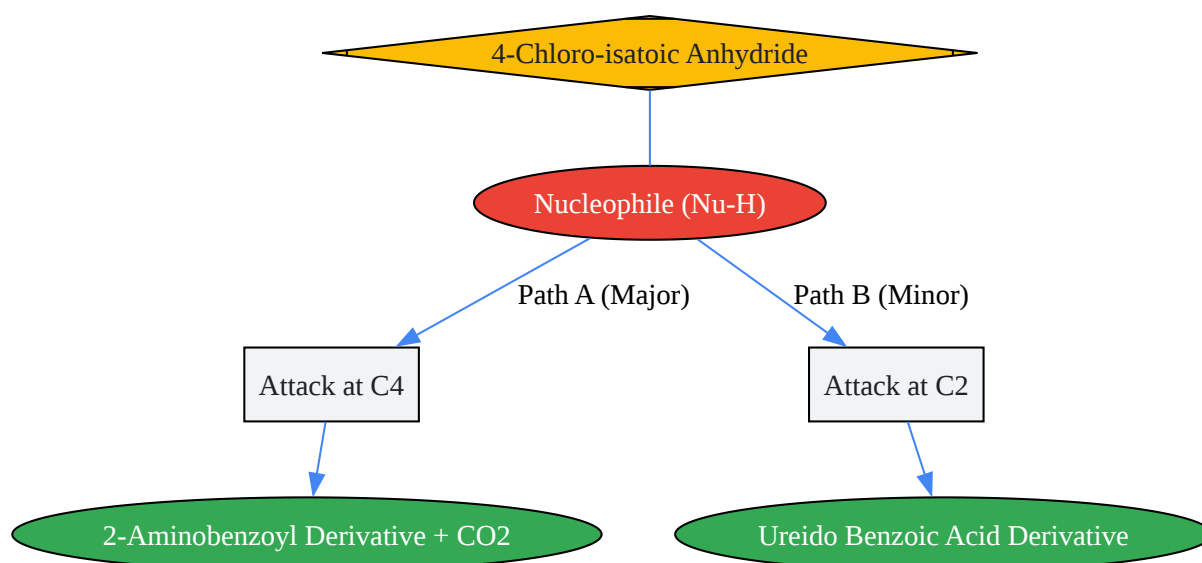 4-Chloro-isatoic Anhydride
Nucleophile (Nu-H)
Path A (Major)
Path B (Minor)
Attack at C4
Attack at C2
2-Aminobenzoyl Derivative + CO2
Ureido Benzoic Acid Derivative